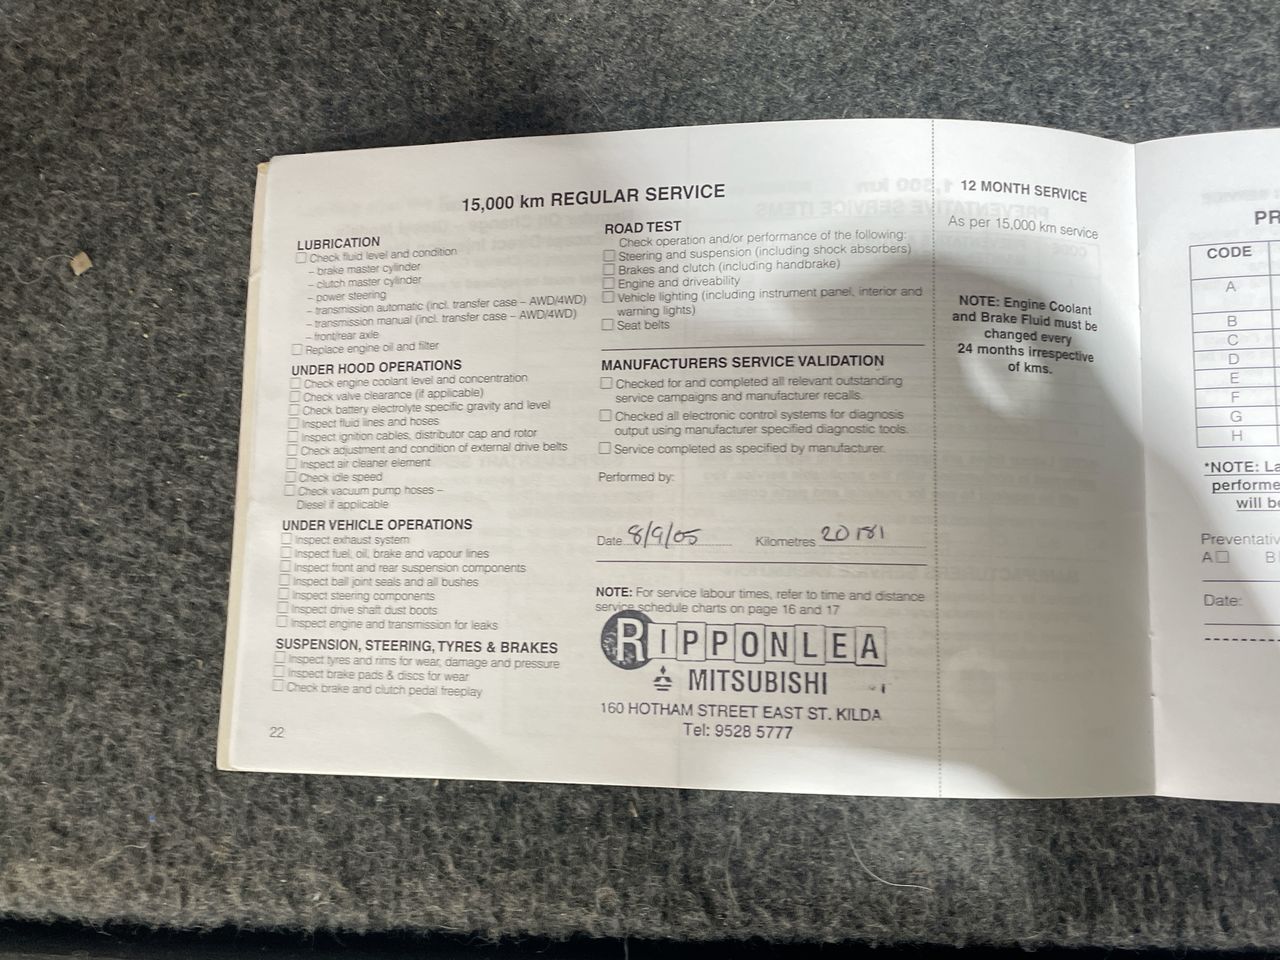 15,000 km REGULAR SERVICE
LUBRICATION
Check fluid level and condition
– brake master cylinder
– clutch master cylinder
– power steering
– transmission automatic (incl. transfer case – AWD/4WD)
– transmission manual (incl. transfer case – AWD/4WD)
– front/rear axle
Replace engine oil and filter
UNDER HOOD OPERATIONS
Check engine coolant level and concentration
Check valve clearance (if applicable)
Check battery electrolyte specific gravity and level
Inspect fluid lines and hoses
Inspect ignition cables, distributor cap and rotor
Check adjustment and condition of external drive belts
Inspect air cleaner element
Check idle speed
Check vacuum pump hoses –
Diesel if applicable
UNDER VEHICLE OPERATIONS
Inspect exhaust system
Inspect fuel, oil, brake and vapour lines
Inspect front and rear suspension components
Inspect ball joint seals and all bushes
Inspect steering components
Inspect drive shaft dust boots
Inspect engine and transmission for leaks
SUSPENSION, STEERING, TYRES & BRAKES
Inspect tyres and rims for wear, damage and pressure
Inspect brake pads & discs for wear
Check brake and clutch pedal freeplay
22
ROAD TEST
Check operation and/or performance of the following:
Steering and suspension (including shock absorbers)
Brakes and clutch (including handbrake)
Engine and driveability
Vehicle lighting (including instrument panel, interior and
warning lights)
Seat belts
MANUFACTURERS SERVICE VALIDATION
Checked for and completed all relevant outstanding
service campaigns and manufacturer recalls.
Checked all electronic control systems for diagnosis
output using manufacturer specified diagnostic tools.
Service completed as specified by manufacturer.
Performed by:
Date 8/9/05 Kilometres 20181
NOTE: For service labour times, refer to time and distance
service schedule charts on page 16 and 17
RIPPONLEA
MITSUBISHI
160 HOTHAM STREET EAST ST. KILDA
Tel: 9528 5777
12 MONTH SERVICE
As per 15,000 km service
NOTE: Engine Coolant
and Brake Fluid must be
changed every
24 months irrespective
of kms.
PR
CODE
A
B
C
D
E
F
G
H
*NOTE: La
performe
will be
Preventativ
A B
Date: